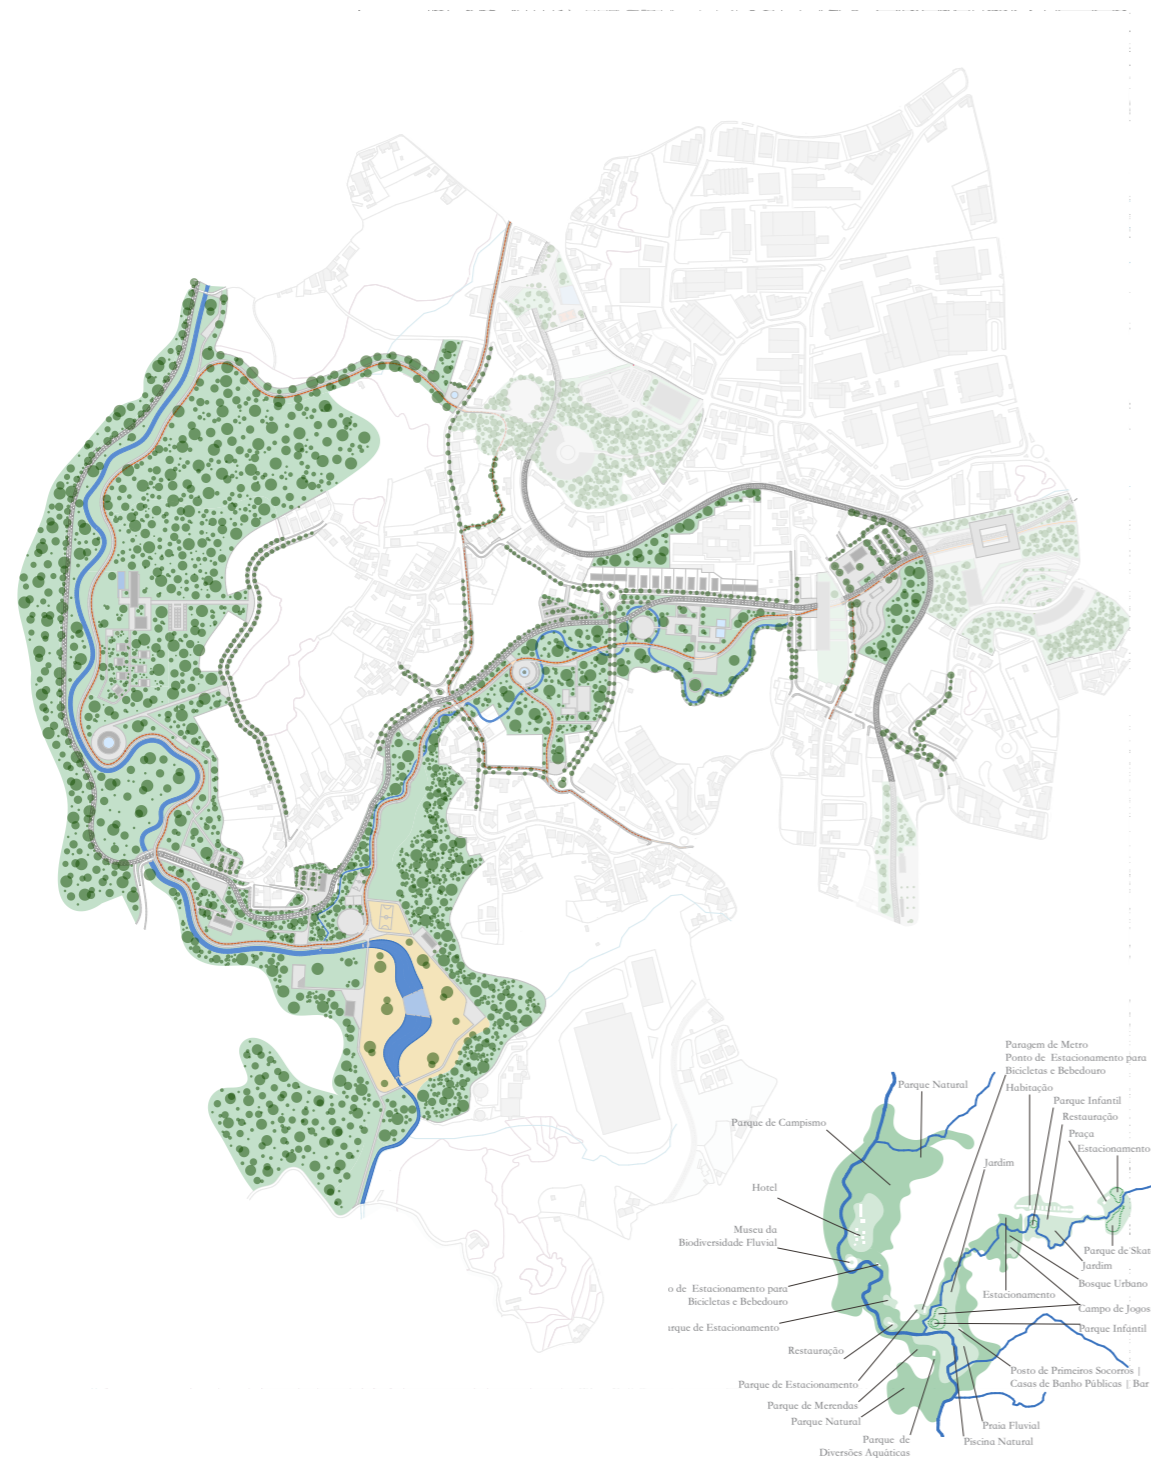 Paragem de Metro
Ponto de Estacionamento para
Bicicletas e Bebedouro
Parque Natural
Habitação
Parque Infantil
Restauração
Parque de Campismo
Praça
Estacionamento
Jardim
Hotel
Museu da
Biodiversidade Fluvial
Parque de Skat
Jardim
Bosque Urbano
o de Estacionamento para
Bicicletas e Bebedouro
Estacionamento
Campo de Jogos
rque de Estacionamento
Parque Infantil
Restauração
Posto de Primeiros Socorros |
Casas de Banho Públicas | Bar
Parque de Estacionamento
Parque de Merendas
Parque Natural
Praia Fluvial
Parque de
Diversões Aquáticas
Piscina Natural